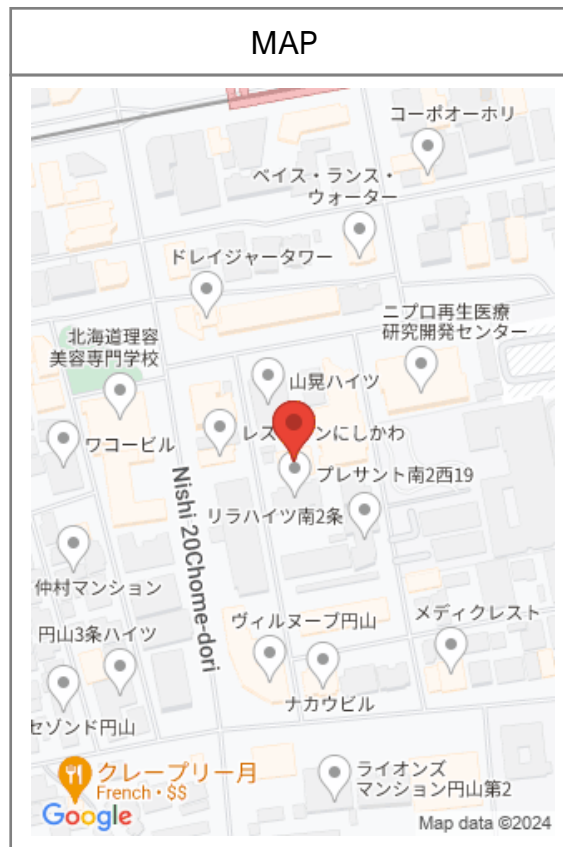 MAP
コーポオーホリ
ベイス・ランス・
ウォーター
ドレイジャータワー
ニプロ再生医療
研究開発センター
北海道理容
美容専門学校
山晃ハイツ
ワコービル
プレサント南2西19
リラハイツ南2条
Nishi 20Chome-dori
仲村マンション
円山3条ハイツ
ヴィルヌーブ円山
メディクレスト
ナカウビル
セゾンド円山
クレープリー月
French • $$
ライオンズ
マンション円山第2
Google
Map data ©2024